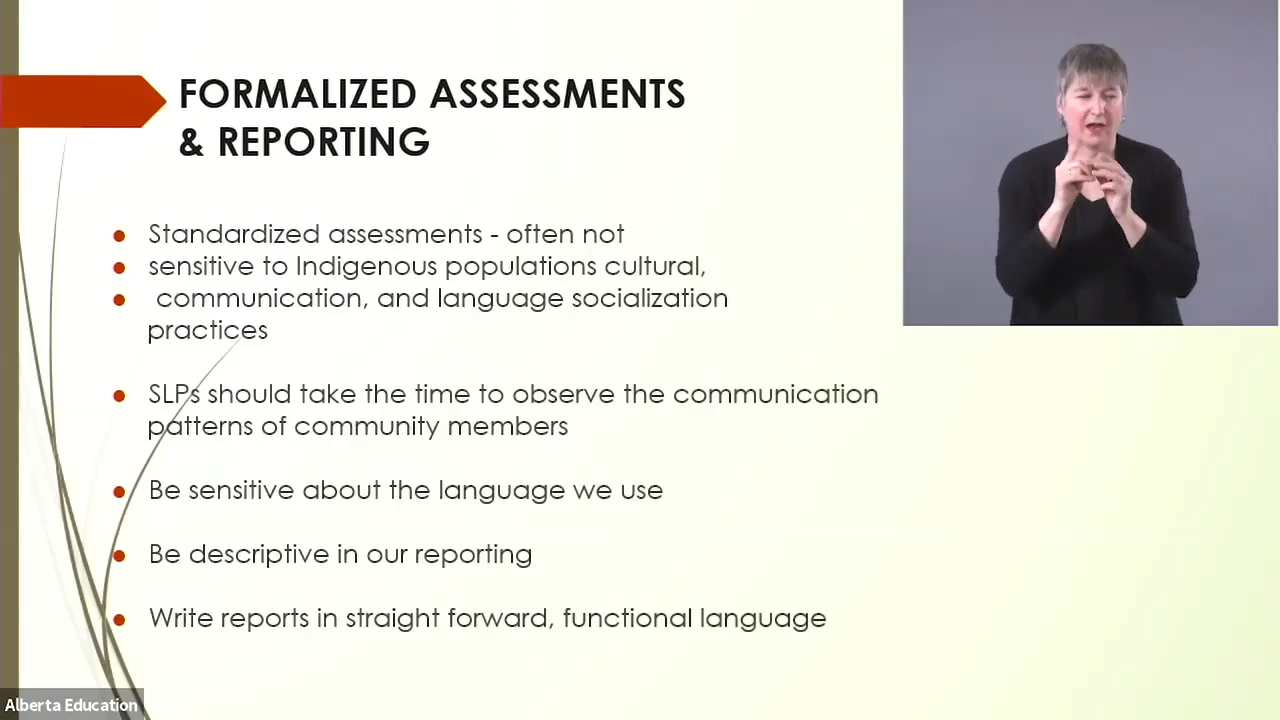 FORMALIZED ASSESSMENTS
& REPORTING
● Standardized assessments - often not
● sensitive to Indigenous populations cultural,
● communication, and language socialization
practices
● SLPs should take the time to observe the communication
patterns of community members
● Be sensitive about the language we use
● Be descriptive in our reporting
● Write reports in straight forward, functional language
Alberta Education